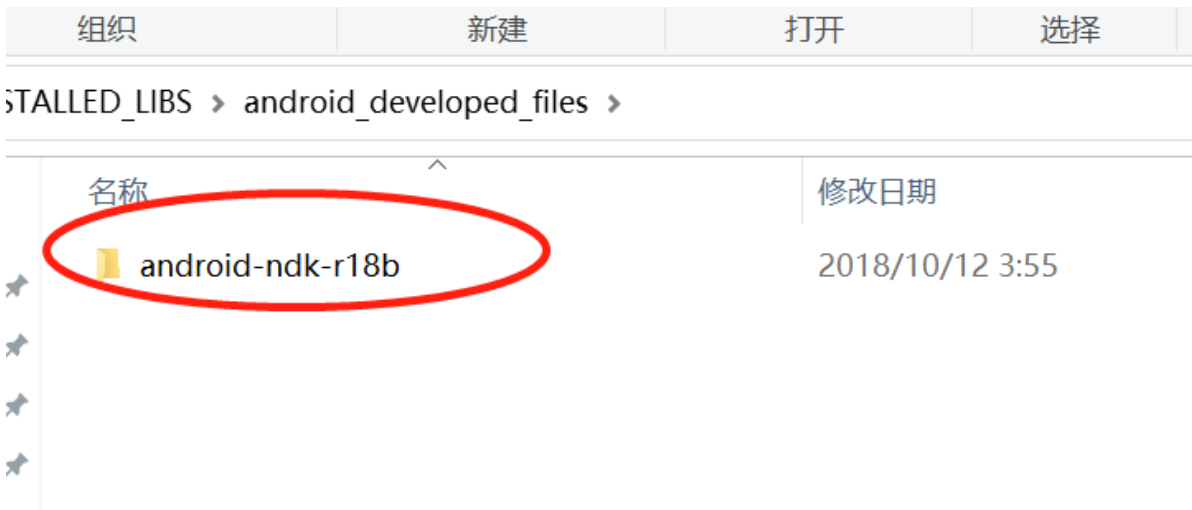 组织 新建 打开 选择
STALLED_LIBS > android_developed_files >
名称 修改日期
android-ndk-r18b 2018/10/12 3:55